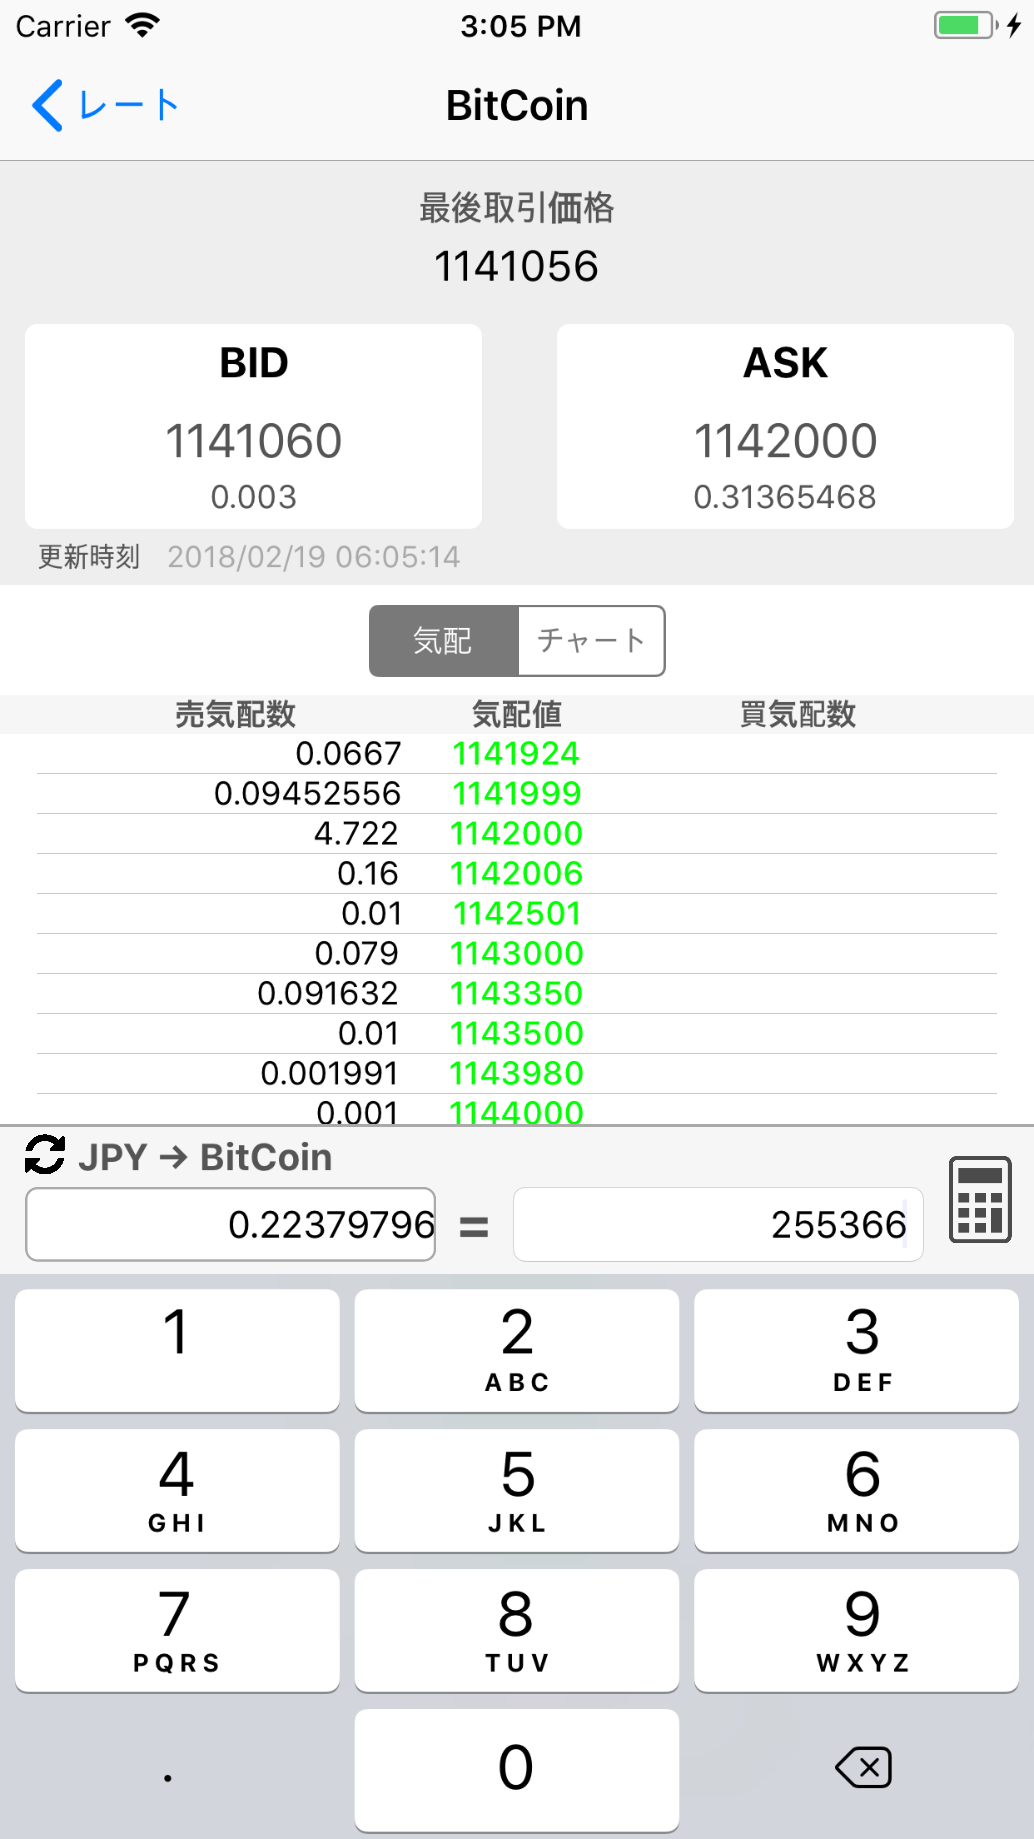 Carrier 3:05 PM
レート BitCoin
最後取引価格
1141056
BID ASK
1141060 1142000
0.003 0.31365468
更新時刻 2018/02/19 06:05:14
気配 チャート
売気配数 気配値 買気配数
0.0667 1141924
0.09452556 1141999
4.722 1142000
0.16 1142006
0.01 1142501
0.079 1143000
0.091632 1143350
0.01 1143500
0.001991 1143980
0.001 1144000
JPY → BitCoin
0.22379796 = 255366
1 2 3
ABC DEF
4 5 6
GHI JKL MNO
7 8 9
PQRS TUV WXYZ
. 0